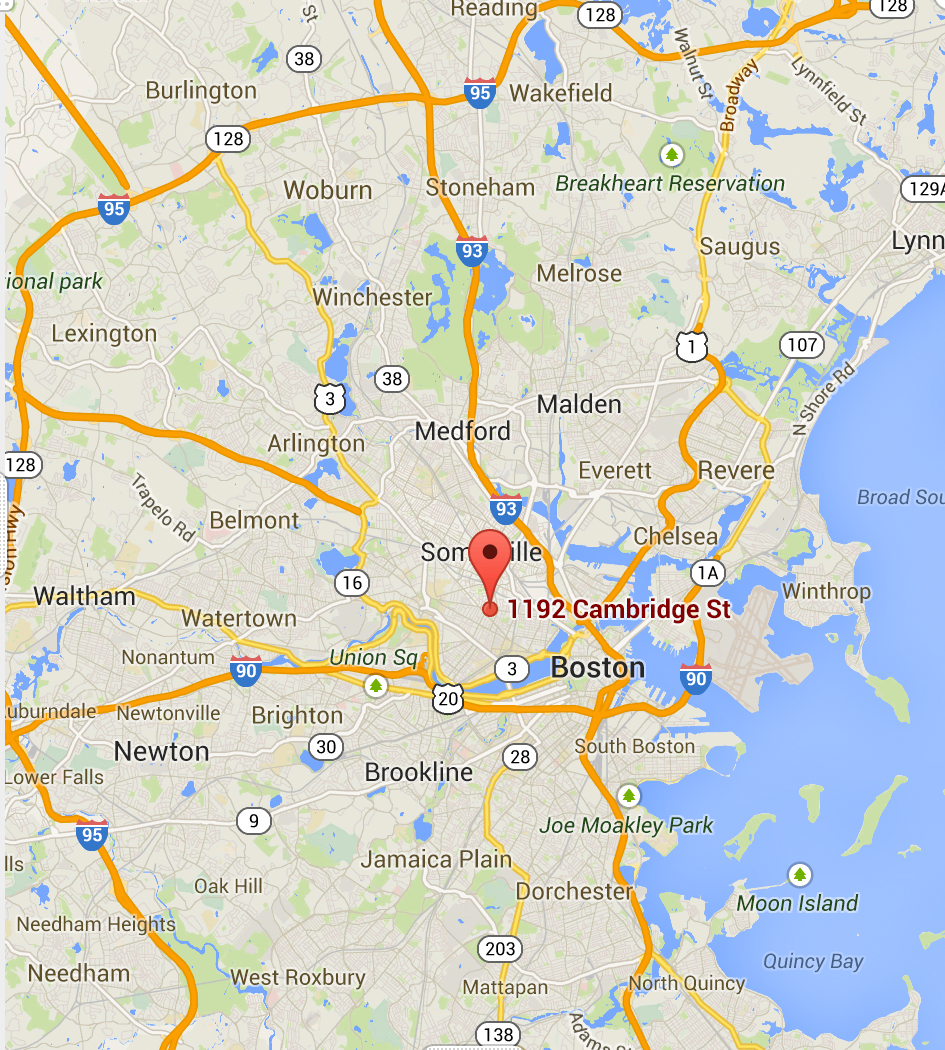 Reading
128
128
St
38
Walnut St
Broadway
Lynnfield St
Burlington
95
Wakefield
128
Breakheart Reservation
Woburn
Stoneham
129A
95
93
Saugus
Lynn
ional park
Melrose
Winchester
Lexington
1
107
38
3
N Shore Rd
Malden
Medford
Arlington
128
Everett
Revere
Trapelo Rd
Broad Sou
93
Belmont
Chelsea
Som ille
1A
16
Winthrop
Waltham
1192 Cambridge St
Watertown
Nonantum
Union Sq
90
3
Boston
90
20
uburndale
Newtonville
Brighton
30
South Boston
Newton
28
Lower Falls
Brookline
9
Joe Moakley Park
95
lls
Jamaica Plain
Oak Hill
Dorchester
Moon Island
Needham Heights
203
Quincy Bay
Needham
West Roxbury
Mattapan
North Quincy
138
Adams S